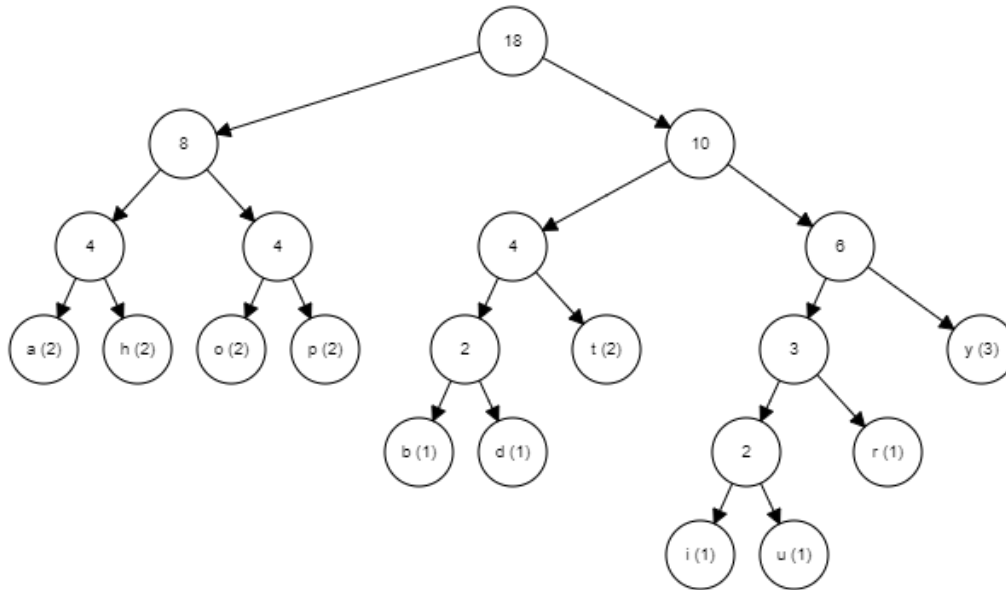 18
8
10
4
4
4
6
a (2)
h (2)
o (2)
p (2)
2
t (2)
3
y (3)
b (1)
d (1)
2
r (1)
i (1)
u (1)